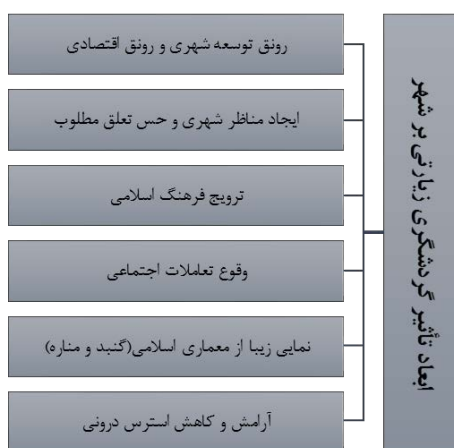 ابعاد تأثیر گردشگری زیارتی بر شهر
رونق توسعه شهری و رونق اقتصادی
ایجاد مناظر شهری و حس تعلق مطلوب
ترویج فرهنگ اسلامی
وقوع تعاملات اجتماعی
نمایی زیبا از معماری اسلامی(گنبد و مناره)
آرامش و کاهش استرس درونی